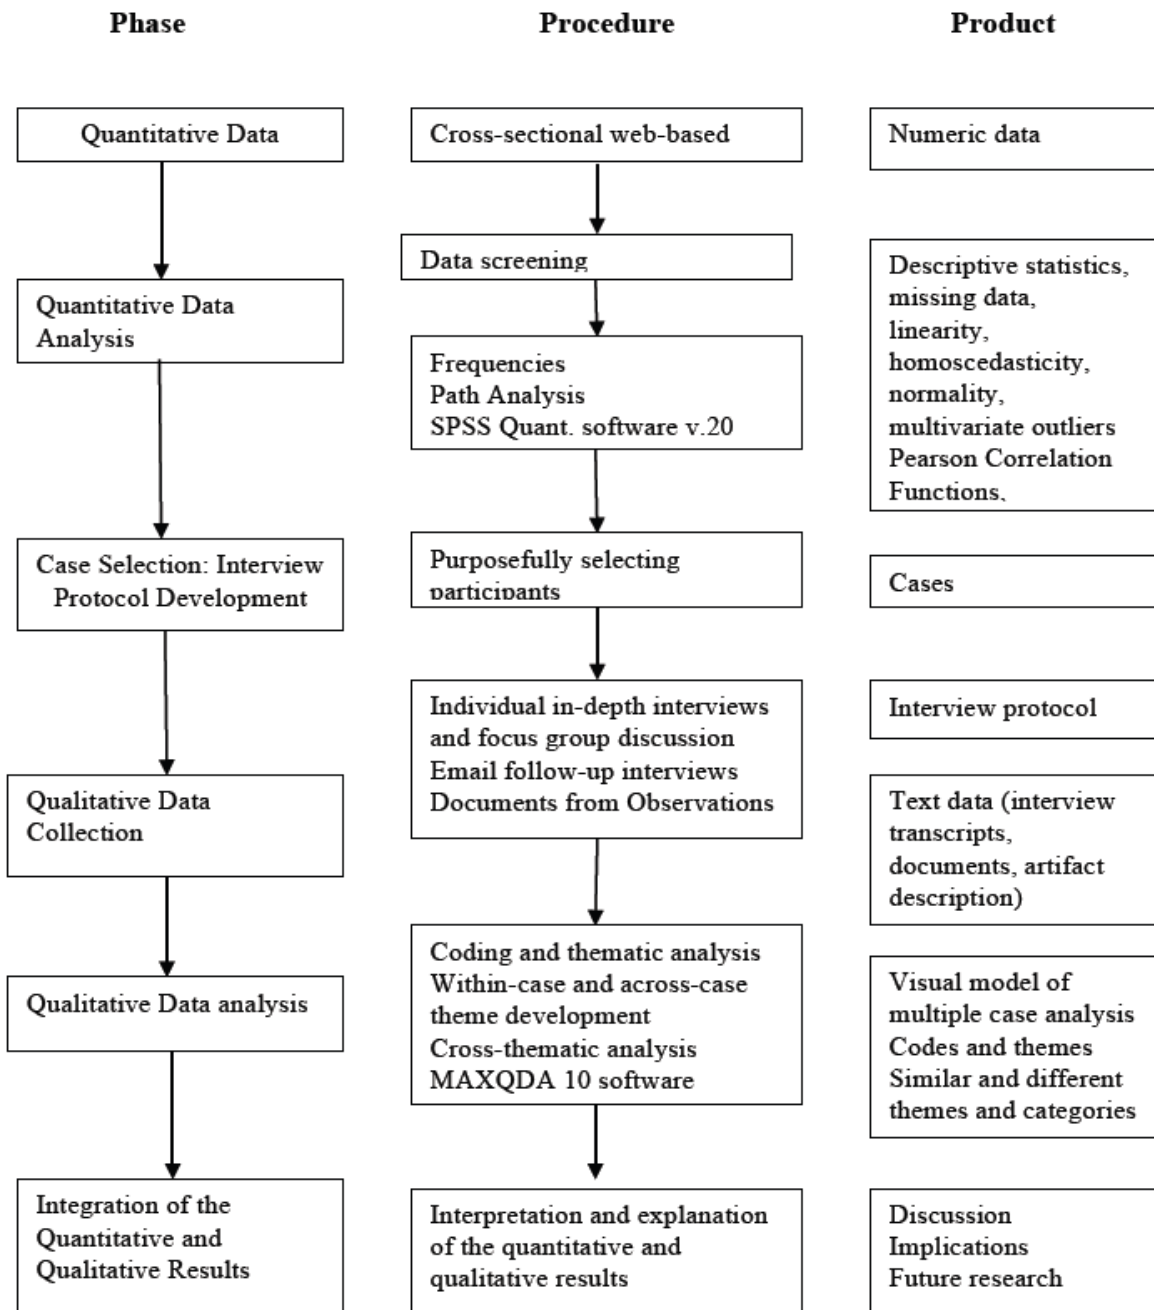 Phase
Procedure
Product
Quantitative Data
Cross-sectional web-based
Numeric data
Data screening
Quantitative Data
Analysis
Frequencies
Path Analysis
SPSS Quant. software v.20
Descriptive statistics,
missing data,
linearity,
homoscedasticity,
normality,
multivariate outliers
Pearson Correlation
Functions,
Case Selection: Interview
Protocol Development
Purposefully selecting
participants
Cases
Individual in-depth interviews
and focus group discussion
Email follow-up interviews
Documents from Observations
Interview protocol
Qualitative Data
Collection
Text data (interview
transcripts,
documents, artifact
description)
Qualitative Data analysis
Coding and thematic analysis
Within-case and across-case
theme development
Cross-thematic analysis
MAXQDA 10 software
Visual model of
multiple case analysis
Codes and themes
Similar and different
themes and categories
Integration of the
Quantitative and
Qualitative Results
Interpretation and explanation
of the quantitative and
qualitative results
Discussion
Implications
Future research